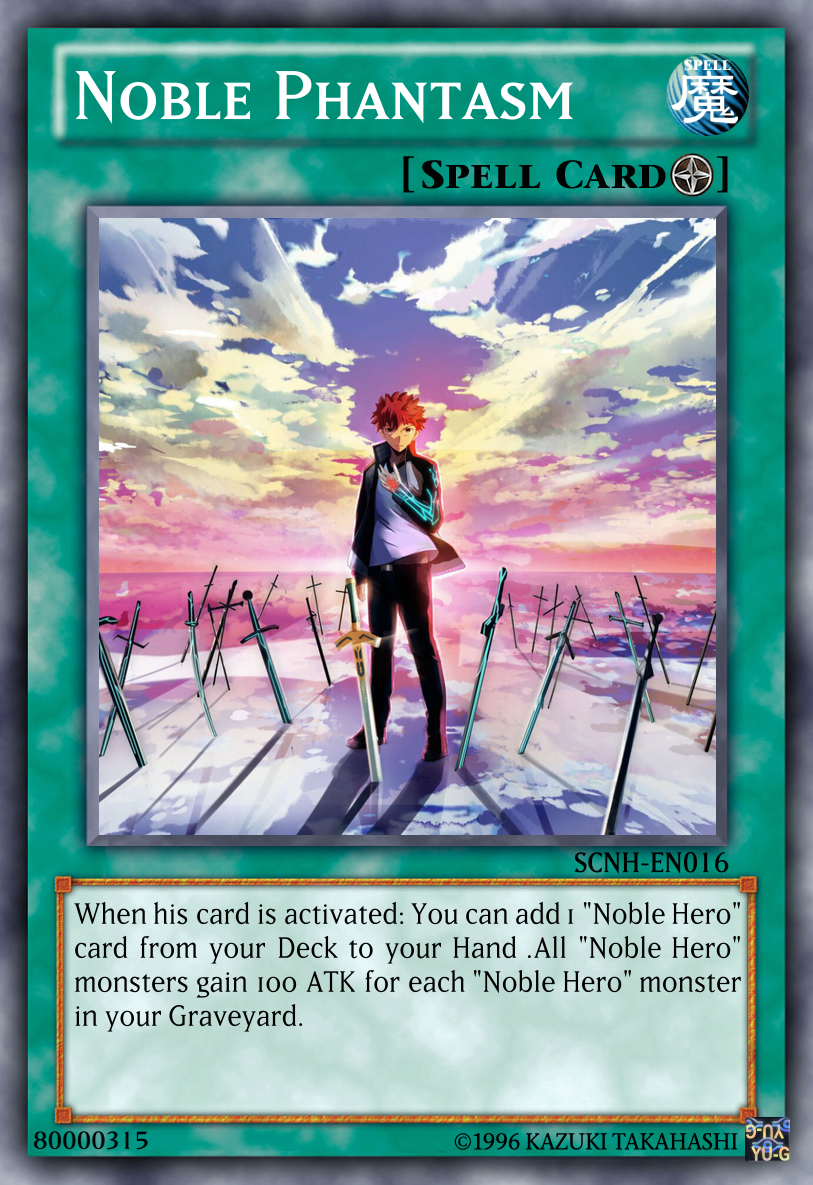 NOBLE PHANTASM
SPELL
魔
[SPELL CARD]
SCNH-EN016
When his card is activated: You can add 1 "Noble Hero"
card from your Deck to your Hand .All "Noble Hero"
monsters gain 100 ATK for each "Noble Hero" monster
in your Graveyard.
80000315
©1996 KAZUKI TAKAHASHI
YU-G
YU-G